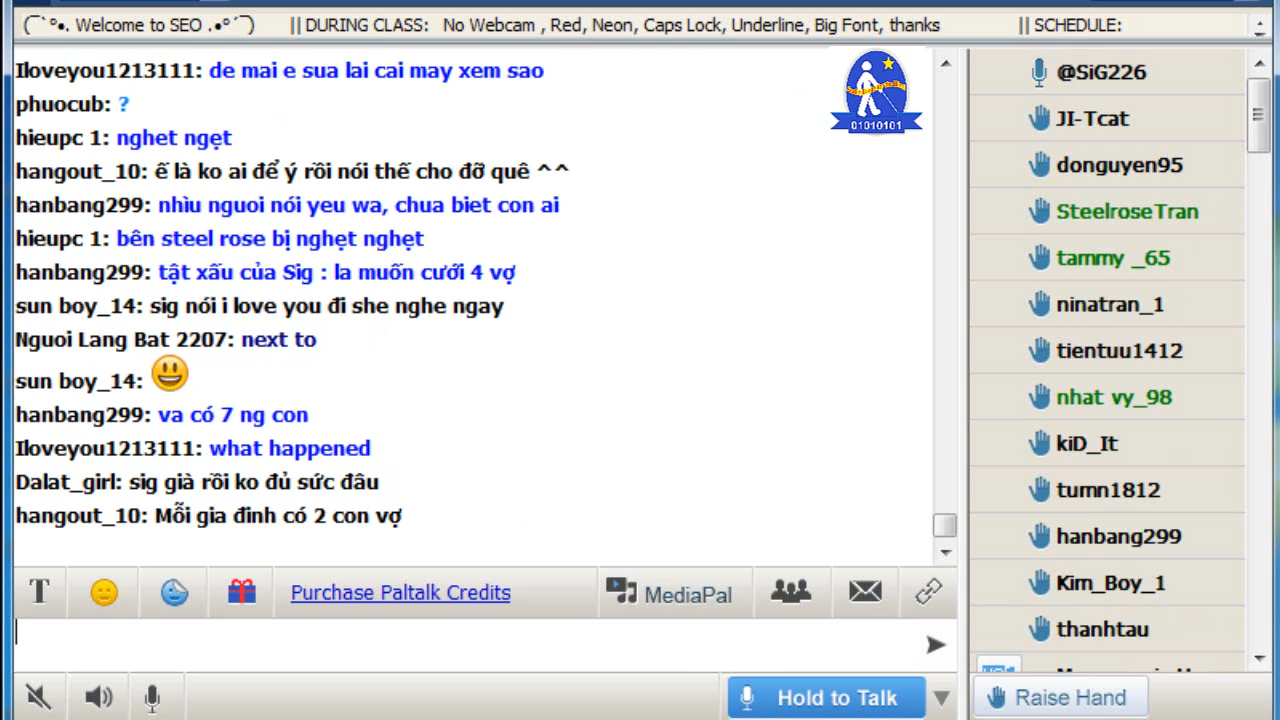 (¯`°•. Welcome to SEO .•°´¯) || DURING CLASS: No Webcam , Red, Neon, Caps Lock, Underline, Big Font, thanks || SCHEDULE:
Iloveyou1213111: de mai e sua lai cai may xem sao
phuocub: ?
hieupc 1: nghet ngẹt
hangout_10: ế là ko ai để ý rồi nói thế cho đỡ quê ^^
hanbang299: nhìu nguoi nói yeu wa, chua biet con ai
hieupc 1: bên steel rose bị nghẹt nghẹt
hanbang299: tật xấu của Sig : la muốn cưới 4 vợ
sun boy_14: sig nói i love you đi she nghe ngay
Nguoi Lang Bat 2207: next to
sun boy_14:
hanbang299: va có 7 ng con
Iloveyou1213111: what happened
Dalat_girl: sig già rồi ko đủ sức đâu
hangout_10: Mỗi gia đinh có 2 con vợ
01010101
T
Purchase Paltalk Credits
MediaPal
Hold to Talk
@SiG226
JI-Tcat
donguyen95
SteelroseTran
tammy _65
ninatran_1
tientuu1412
nhat vy_98
kiD_It
tumn1812
hanbang299
Kim_Boy_1
thanhtau
Raise Hand